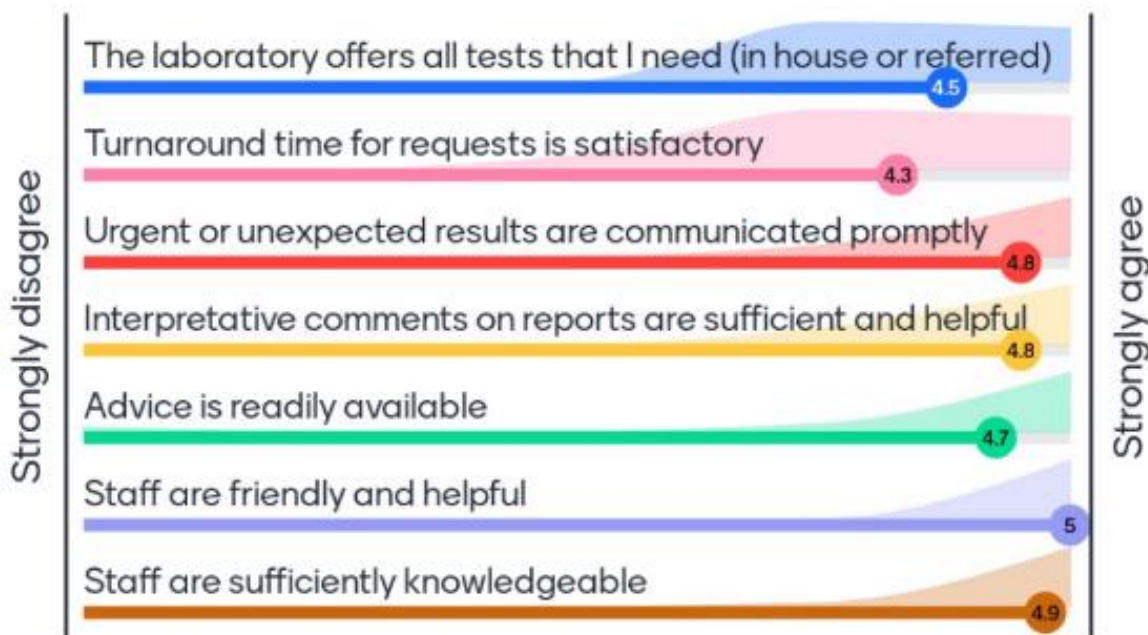 Strongly disagree
The laboratory offers all tests that I need (in house or referred)
4.5
Turnaround time for requests is satisfactory
4.3
Urgent or unexpected results are communicated promptly
4.8
Interpretative comments on reports are sufficient and helpful
4.8
Advice is readily available
4.7
Staff are friendly and helpful
5
Staff are sufficiently knowledgeable
4.9
Strongly agree